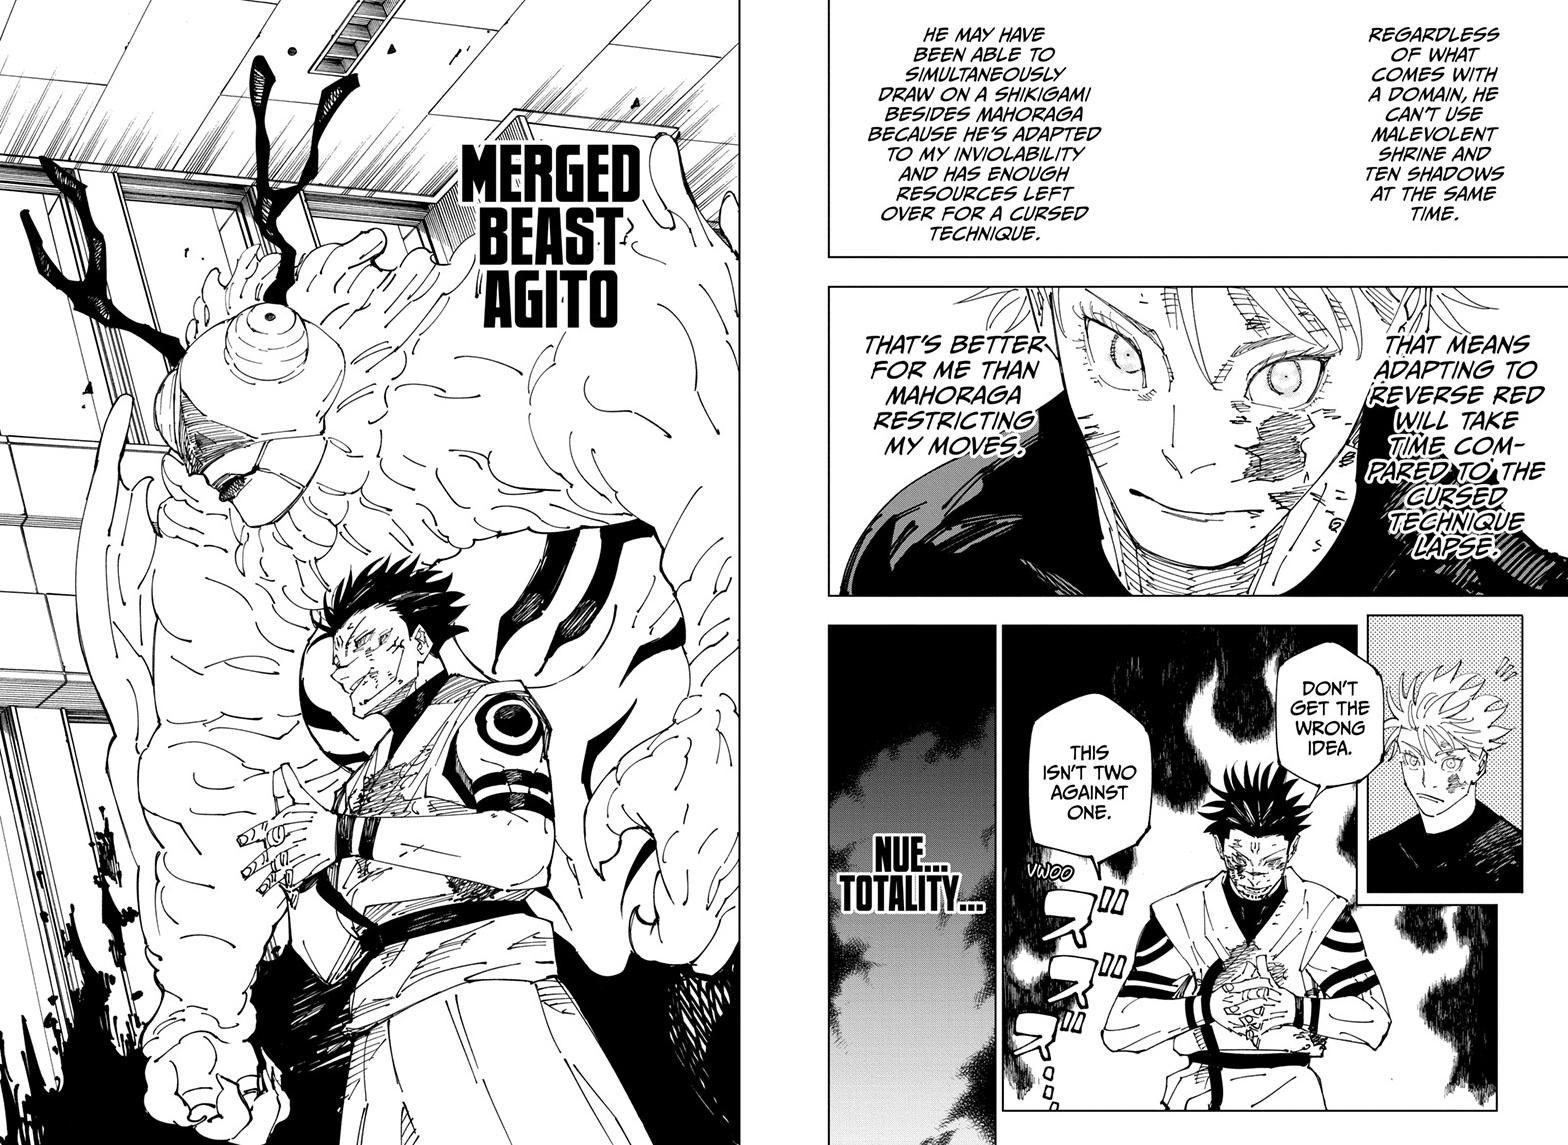 REGARDLESS
OF WHAT
COMES WITH
A DOMAIN, HE
CAN'T USE
MALEVOLENT
SHRINE AND
TEN SHADOWS
AT THE SAME
TIME.
HE MAY HAVE
BEEN ABLE TO
SIMULTANEOUSLY
DRAW ON A SHIKIGAMI
BESIDES MAHORAGA
BECAUSE HE'S ADAPTED
TO MY INVIOLABILITY
AND HAS ENOUGH
RESOURCES LEFT
OVER FOR A CURSED
TECHNIQUE.
THAT MEANS
ADAPTING TO
REVERSE RED
WILL TAKE
TIME COM-
PARED TO THE
CURSED
TECHNIQUE
LAPSE.
THAT'S BETTER
FOR ME THAN
MAHORAGA
RESTRICTING
MY MOVES.
DON'T
GET THE
WRONG
IDEA.
THIS
ISN'T TWO
AGAINST
ONE.
VWOO
ズズズ...
NUE...
TOTALITY...
MERGED
BEAST
AGITO